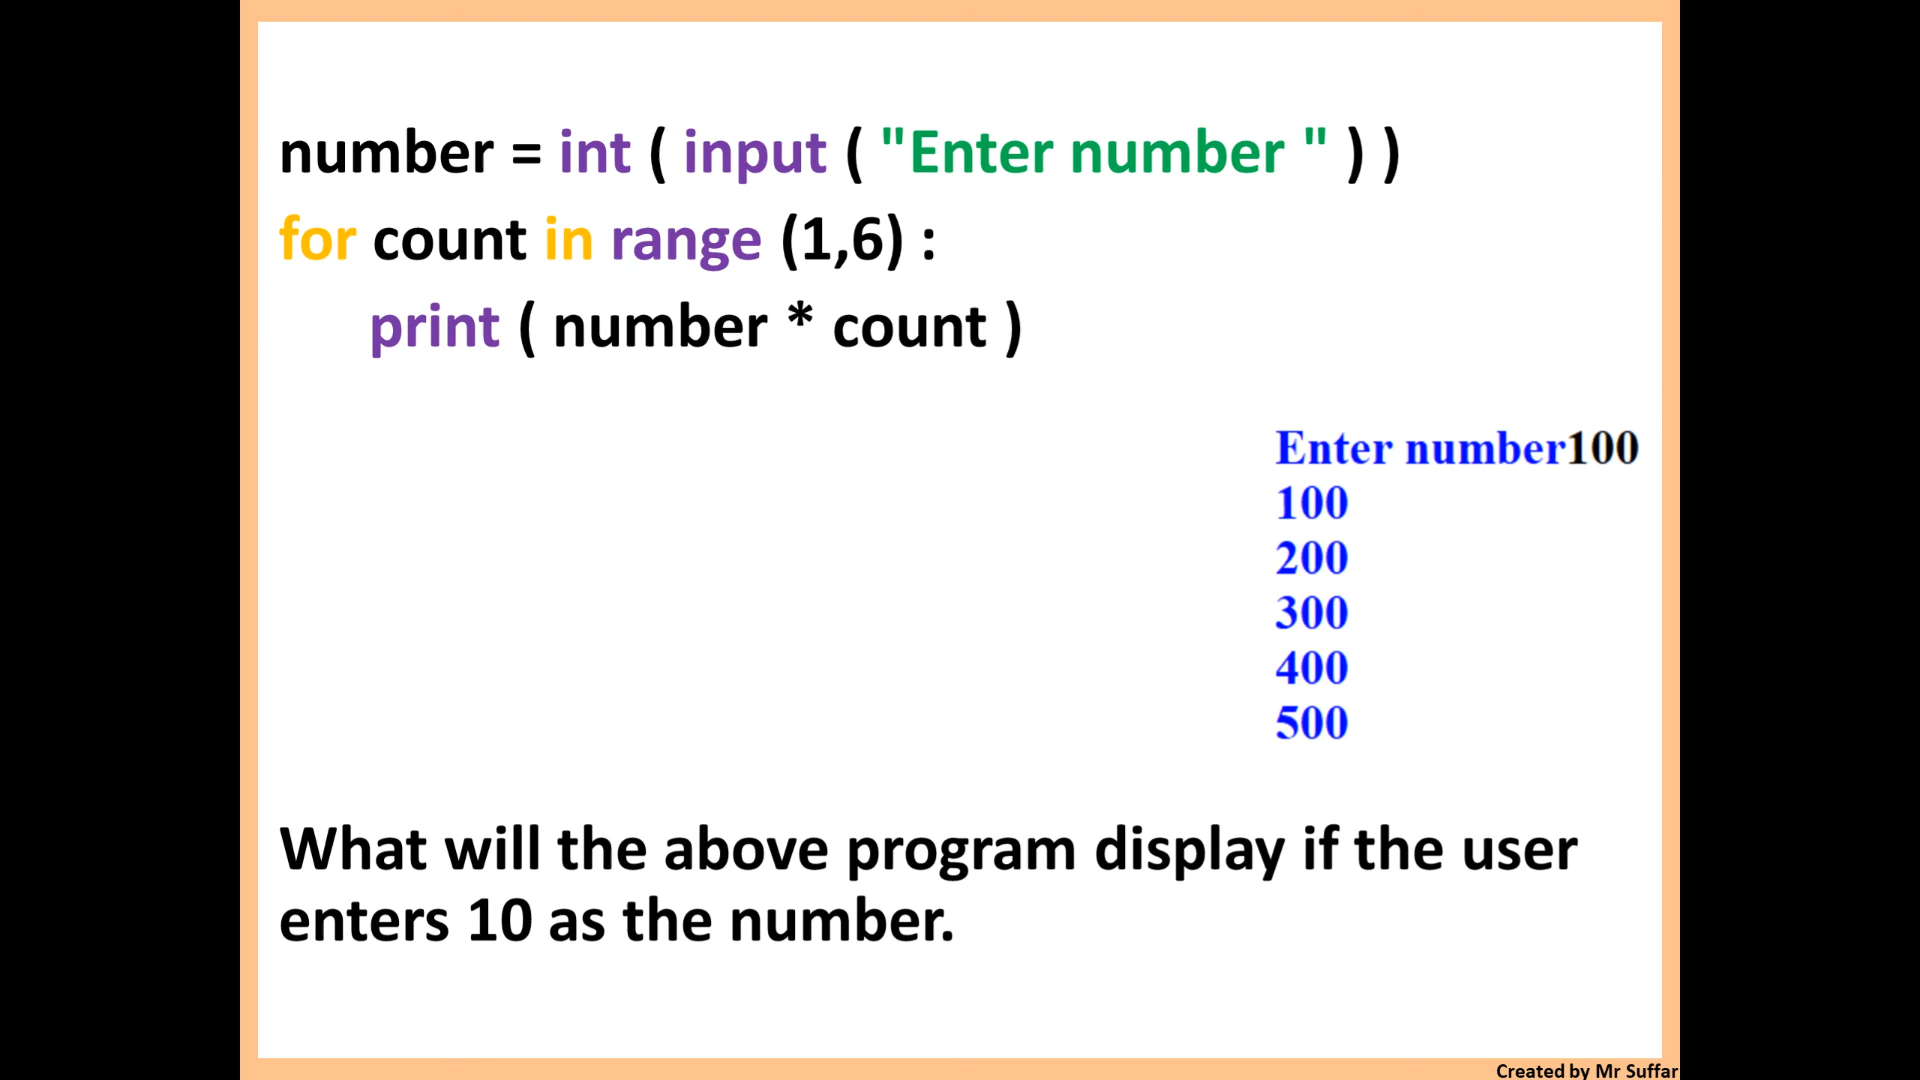 number = int ( input ( "Enter number " ) )
for count in range (1,6) :
print ( number * count )
Enter number100
100
200
300
400
500
What will the above program display if the user
enters 10 as the number.
Created by Mr Suffar